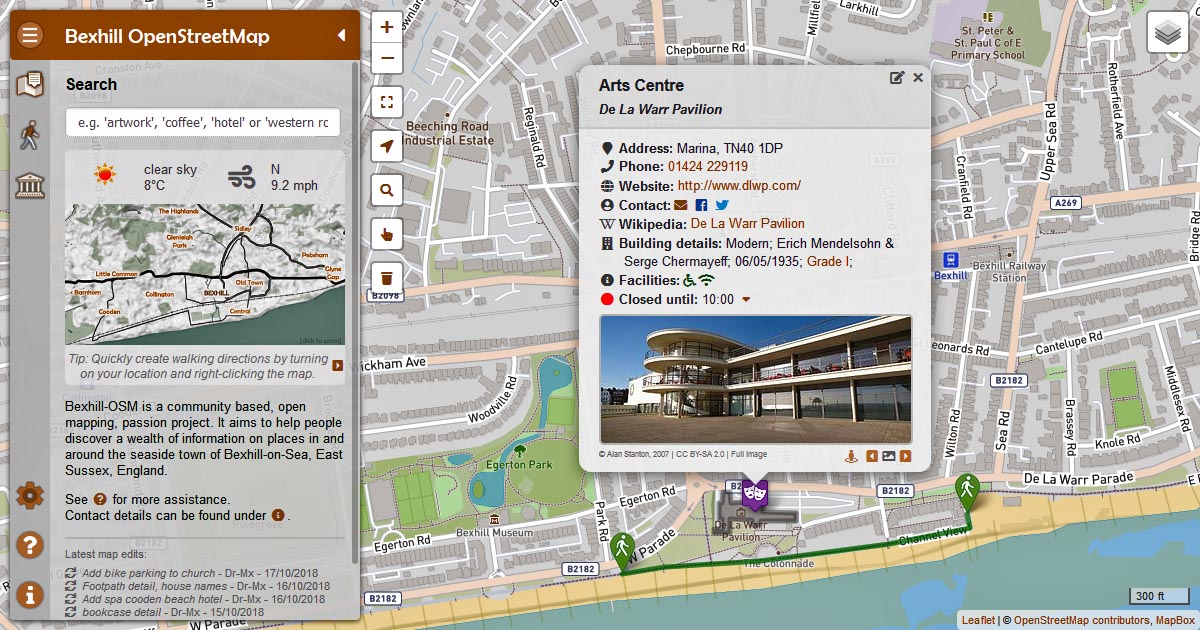 Bexhill OpenStreetMap
Cranston Ave
B2098
Search
e.g. 'artwork', 'coffee', 'hotel' or 'western rc
clear sky
8°C
N
9.2 mph
The Highlands
Sidley
Glenleigh
Park
Pebsham
Little Common
Glyne
Gap
Old Town
< Barnhorn
Collington
BEXHILL
Cooden
Central
(click to zoom)
Tip: Quickly create walking directions by turning
on your location and right-clicking the map.
Bexhill-OSM is a community based, open
mapping, passion project. It aims to help people
discover a wealth of information on places in and
around the seaside town of Bexhill-on-Sea, East
Sussex, England.
See ? for more assistance.
Contact details can be found under i .
B2182
Latest map edits:
Add bike parking to church - Dr-Mx - 17/10/2018
Footpath detail, house names - Dr-Mx - 16/10/2018
Add spa cooden beach hotel - Dr-Mx - 16/10/2018
bookcase detail - Dr-Mx - 15/10/2018
?
i
+
−
Larkhill
Chepbourne Rd
St. Peter &
St. Paul C of E
Primary School
Rotherfield Ave
Reginald Rd
Beeching Road
Industrial Estate
Upper Sea Rd
A269
Cranfield Rd
A269
Bridge Rd
Bexhill
Bexhill Railway
Station
B2098
Arts Centre
De La Warr Pavilion
Address: Marina, TN40 1DP
Phone: 01424 229119
Website: http://www.dlwp.com/
Contact:
Wikipedia: De La Warr Pavilion
Building details: Modern; Erich Mendelsohn &
Serge Chermayeff; 06/05/1935; Grade I;
Facilities:
Closed until: 10:00
© Alan Stanton, 2007 | CC BY-SA 2.0 | Full Image
ickham Ave
Woodville Rd
eonards Rd
Cantelupe Rd
B2182
Middlesex Rd
Brassey Rd
Wilton Rd
Sea Rd
Knole Rd
Egerton Park
Egerton Rd
B2182
De La Warr Parade
Park Rd
Bexhill Museum
De La Warr
Pavilion
Egerton Rd
W Parade
Channel View
The Colonnade
B2182
B2182
W Parade
300 ft
Leaflet | © OpenStreetMap contributors, MapBox